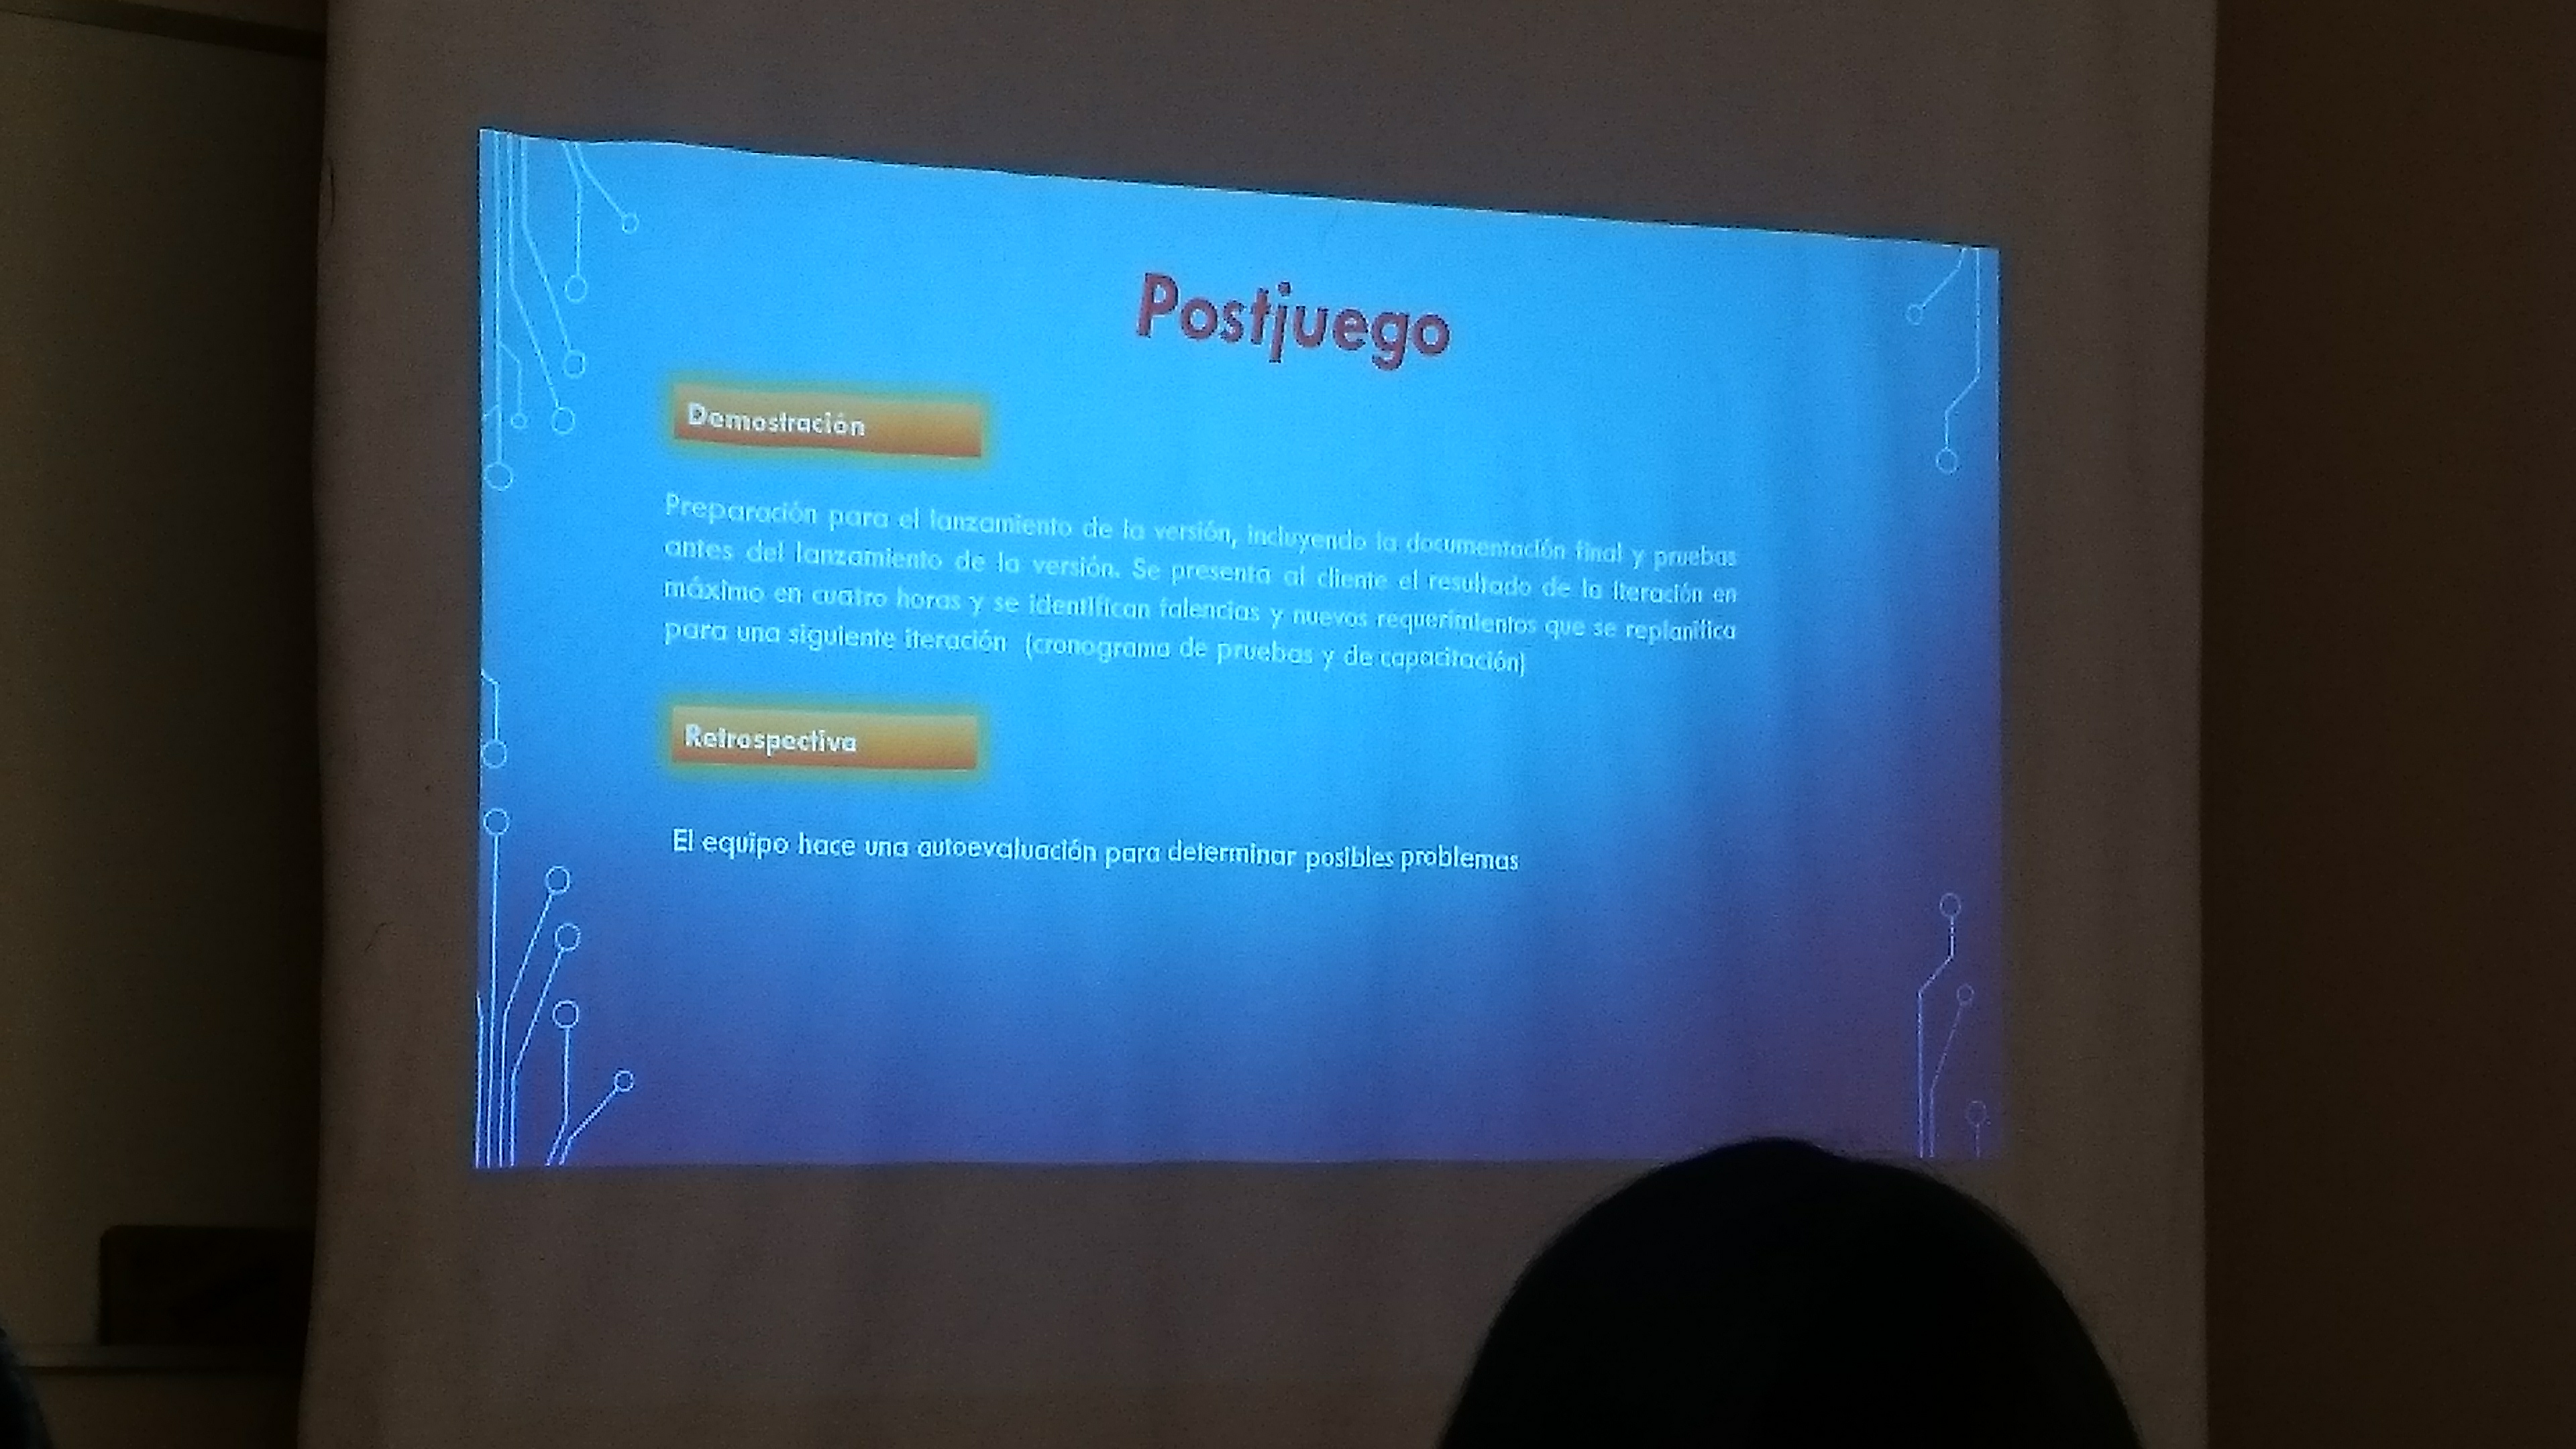 Postjuego
Demostración
Preparación para el lanzamiento de la versión, incluyendo la documentación final y pruebas
antes del lanzamiento de la versión. Se presenta al cliente el resultado de la iteración en
máximo en cuatro horas y se identifican falencias y nuevos requerimientos que se replanifica
para una siguiente iteración (cronograma de pruebas y de capacitación)
Retrospectiva
El equipo hace una autoevaluación para determinar posibles problemas